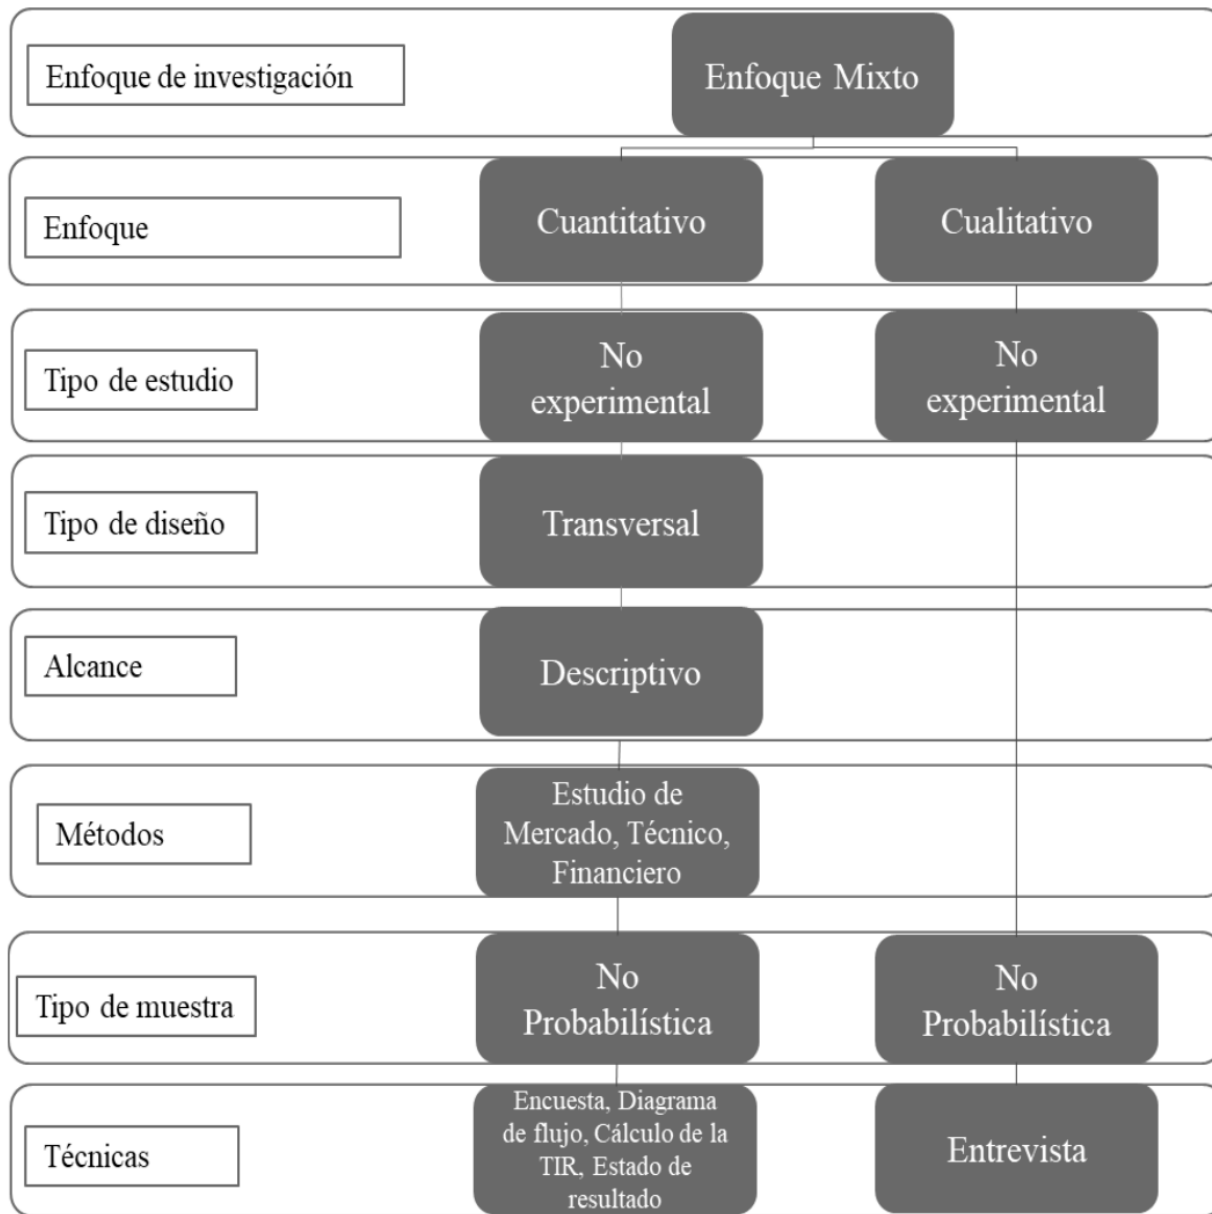 Enfoque de investigación
Enfoque Mixto
Enfoque
Cuantitativo
Cualitativo
Tipo de estudio
No
experimental
No
experimental
Tipo de diseño
Transversal
Alcance
Descriptivo
Métodos
Estudio de
Mercado, Técnico,
Financiero
Tipo de muestra
No
Probabilística
No
Probabilística
Técnicas
Encuesta, Diagrama
de flujo, Cálculo de la
TIR, Estado de
resultado
Entrevista